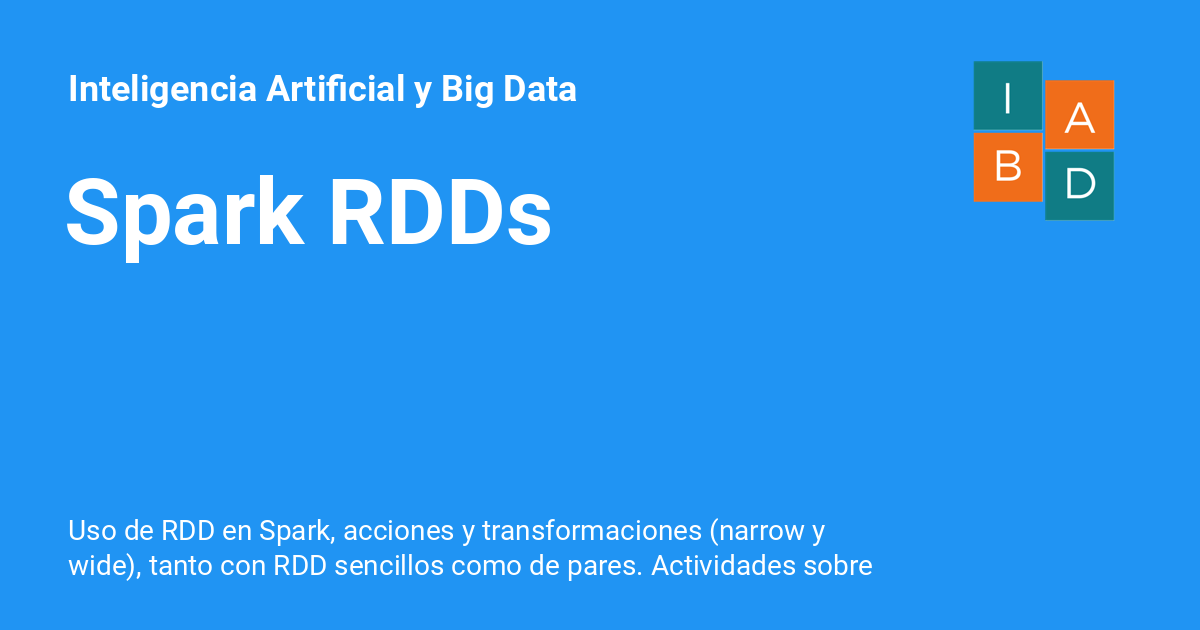 Inteligencia Artificial y Big Data
I A
B D
Spark RDDs
Uso de RDD en Spark, acciones y transformaciones (narrow y
wide), tanto con RDD sencillos como de pares. Actividades sobre